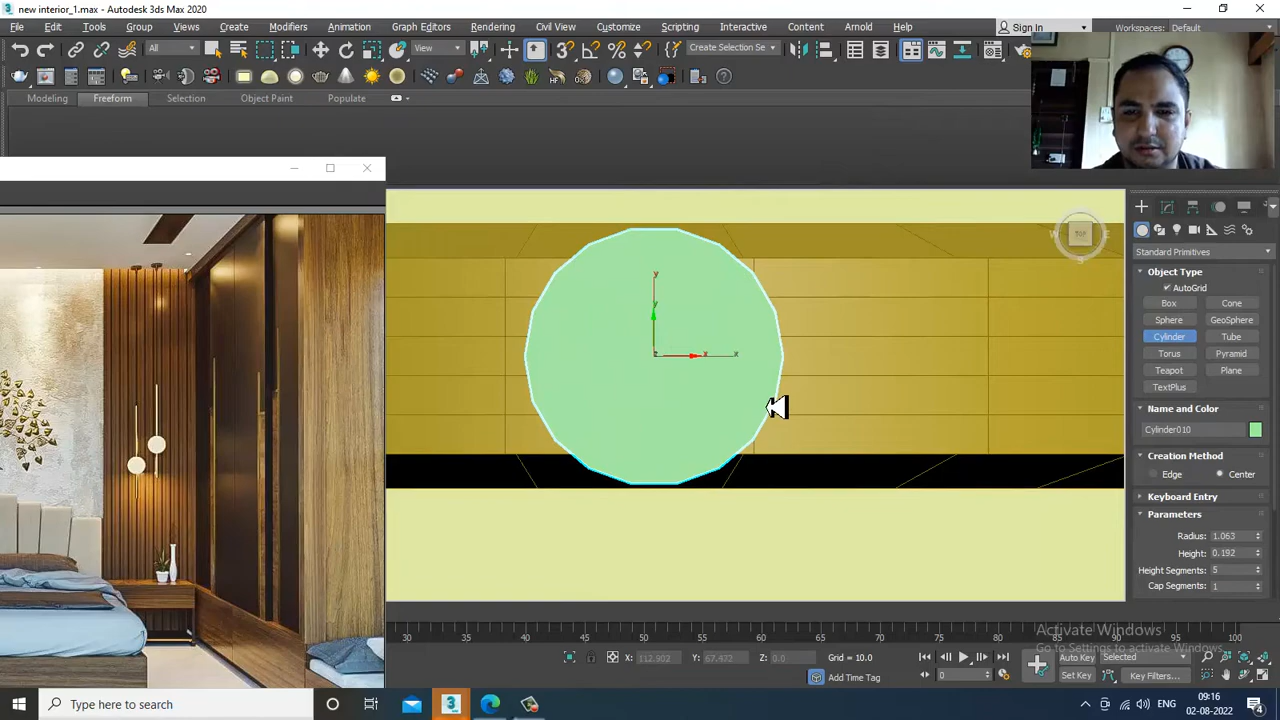 new interior_1.max - Autodesk 3ds Max 2020
File Edit Tools Group Views Create Modifiers Animation Graph Editors Rendering Civil View Customize Scripting Interactive Content Arnold Help
Sign In
Workspaces: Default
All
View
Create Selection Se
Modeling Freeform Selection Object Paint Populate
TOP
W
E
S
y
y
z
x
x
Standard Primitives
Object Type
AutoGrid
Box Cone
Sphere GeoSphere
Cylinder Tube
Torus Pyramid
Teapot Plane
TextPlus
Name and Color
Cylinder010
Creation Method
Edge Center
Keyboard Entry
Parameters
Radius: 1.063
Height: 0.192
Height Segments: 5
Cap Segments: 1
30 35 40 45 50 55 60 65 70 75 80 85 90 95 100
Activate Windows
Go to Settings to activate Windows.
X: 112.902 Y: 67.472 Z: 0.0 Grid = 10.0
Add Time Tag
0
Auto Key Selected
Set Key Key Filters...
Type here to search
ENG
09:16
02-08-2022
4